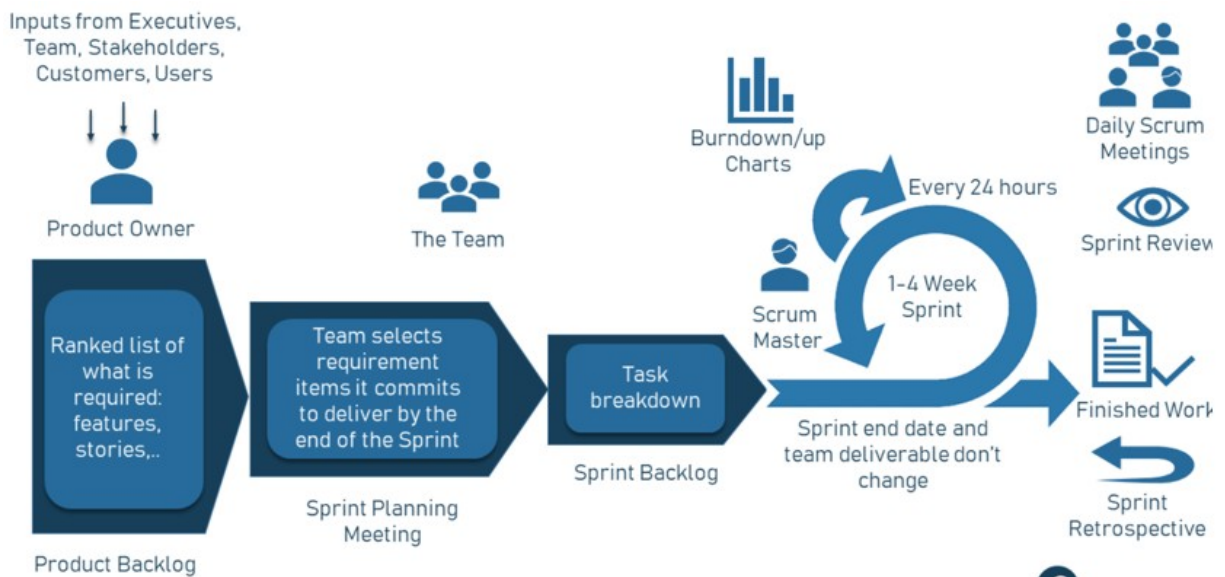 Inputs from Executives,
Team, Stakeholders,
Customers, Users
Product Owner
Ranked list of
what is
required:
features,
stories,..
Product Backlog
The Team
Team selects
requirement
items it commits
to deliver by the
end of the Sprint
Sprint Planning
Meeting
Task
breakdown
Sprint Backlog
Burndown/up
Charts
Scrum
Master
Every 24 hours
1-4 Week
Sprint
Sprint end date and
team deliverable don't
change
Daily Scrum
Meetings
Sprint Review
Finished Work
Sprint
Retrospective